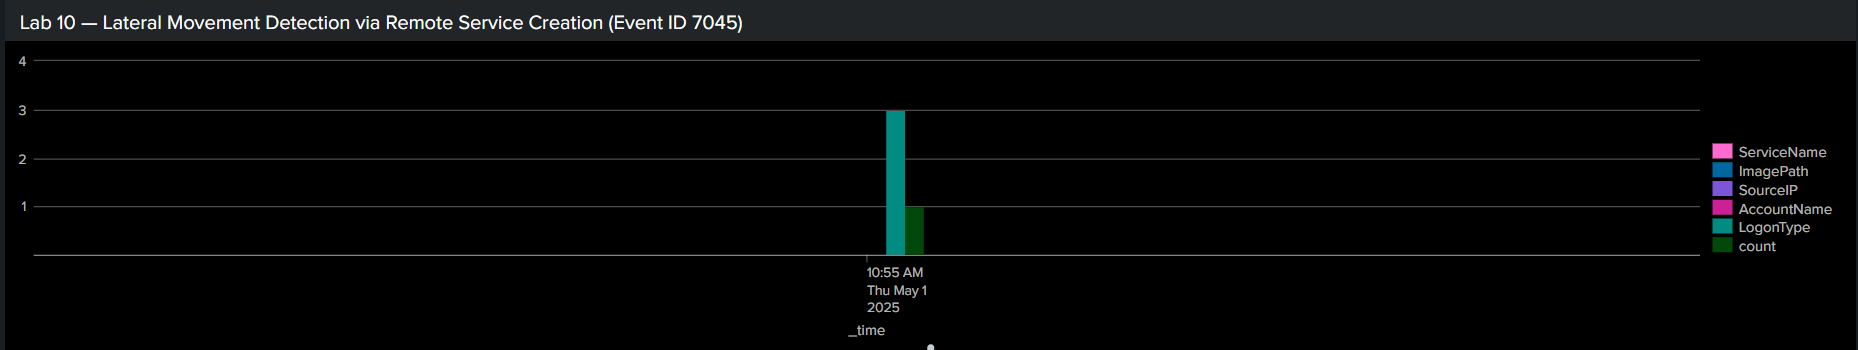 Lab 10 — Lateral Movement Detection via Remote Service Creation (Event ID 7045)
4
3
2
1
ServiceName
ImagePath
SourceIP
AccountName
LogonType
count
10:55 AM
Thu May 1
2025
_time